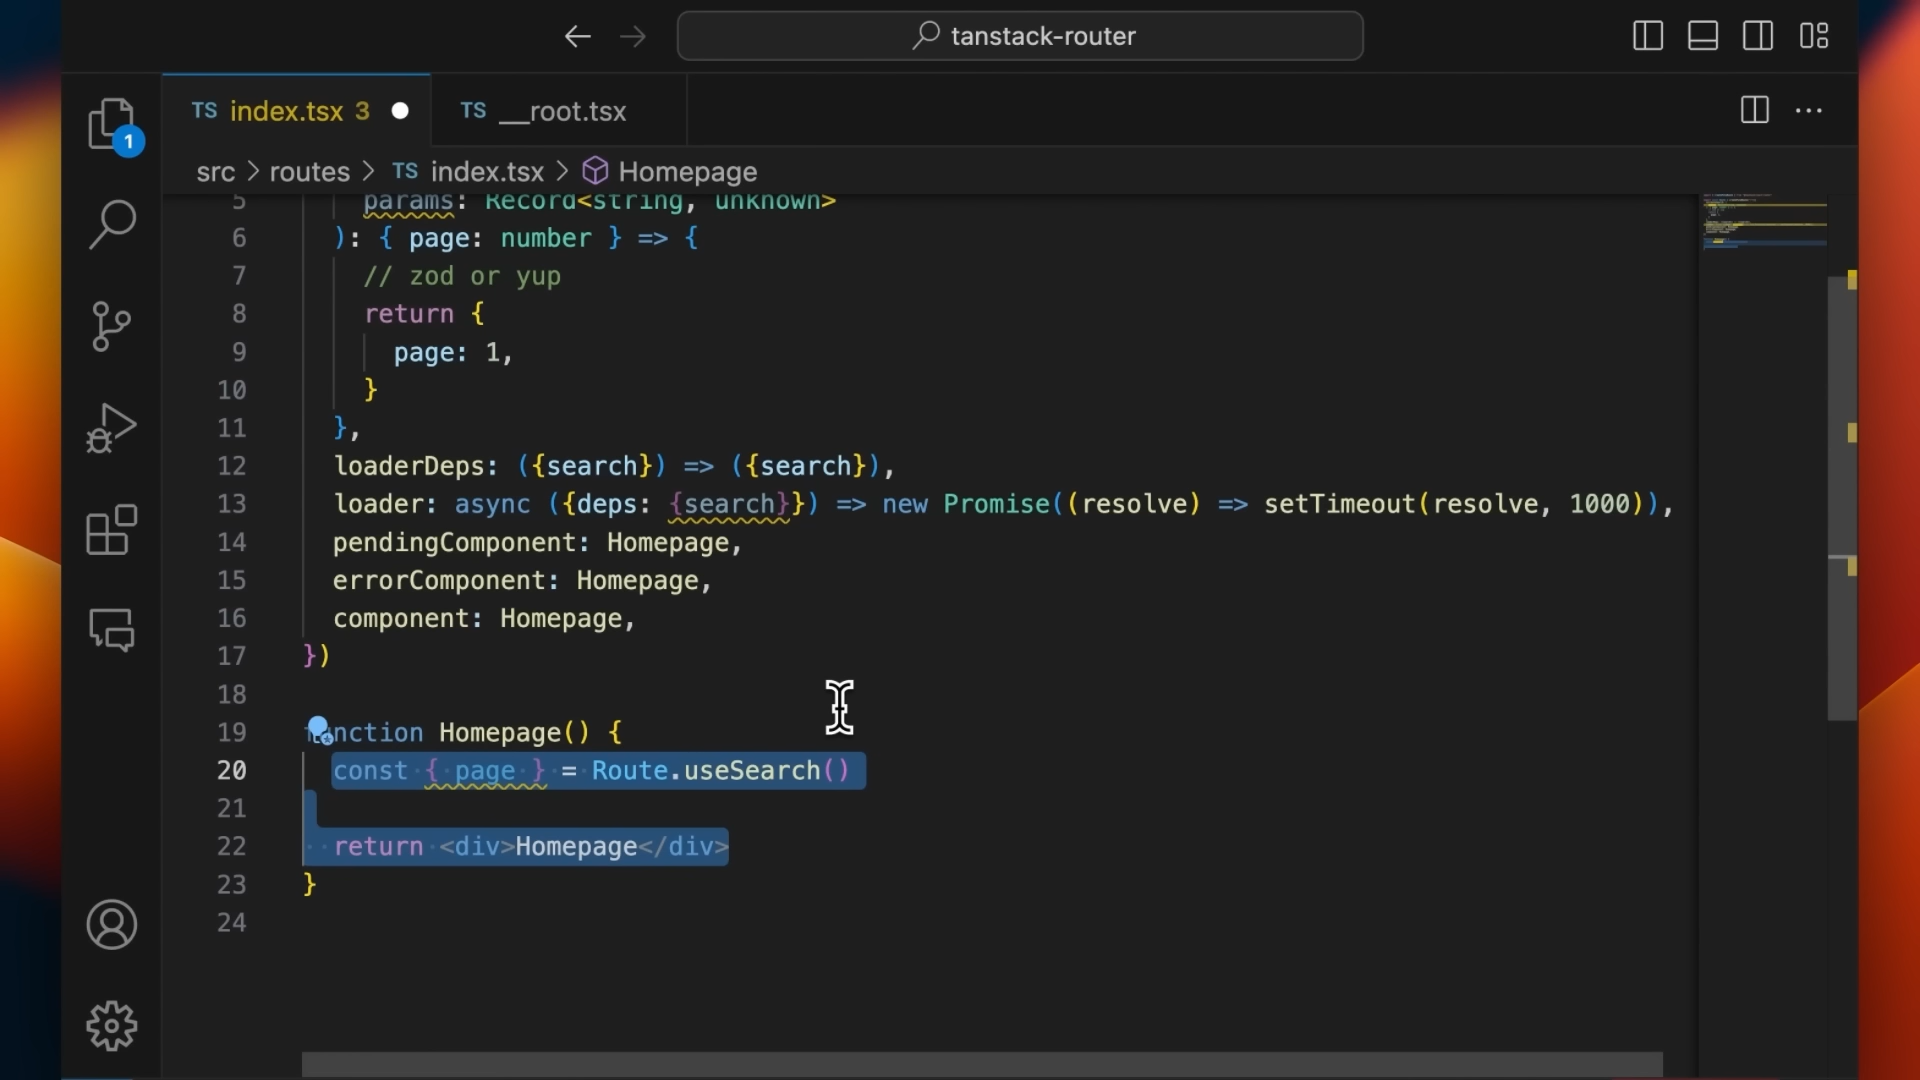 tanstack-router
TS index.tsx 3
TS __root.tsx
1
src > routes > TS index.tsx > Homepage
5 params: Record<string, unknown>
6 ): { page: number } => {
7 // zod or yup
8 return {
9 page: 1,
10 }
11 },
12 loaderDeps: ({search}) => ({search}),
13 loader: async ({deps: {search}}) => new Promise((resolve) => setTimeout(resolve, 1000)),
14 pendingComponent: Homepage,
15 errorComponent: Homepage,
16 component: Homepage,
17 })
18
19 function Homepage() {
20 const { page } = Route.useSearch()
21
22 return <div>Homepage</div>
23 }
24